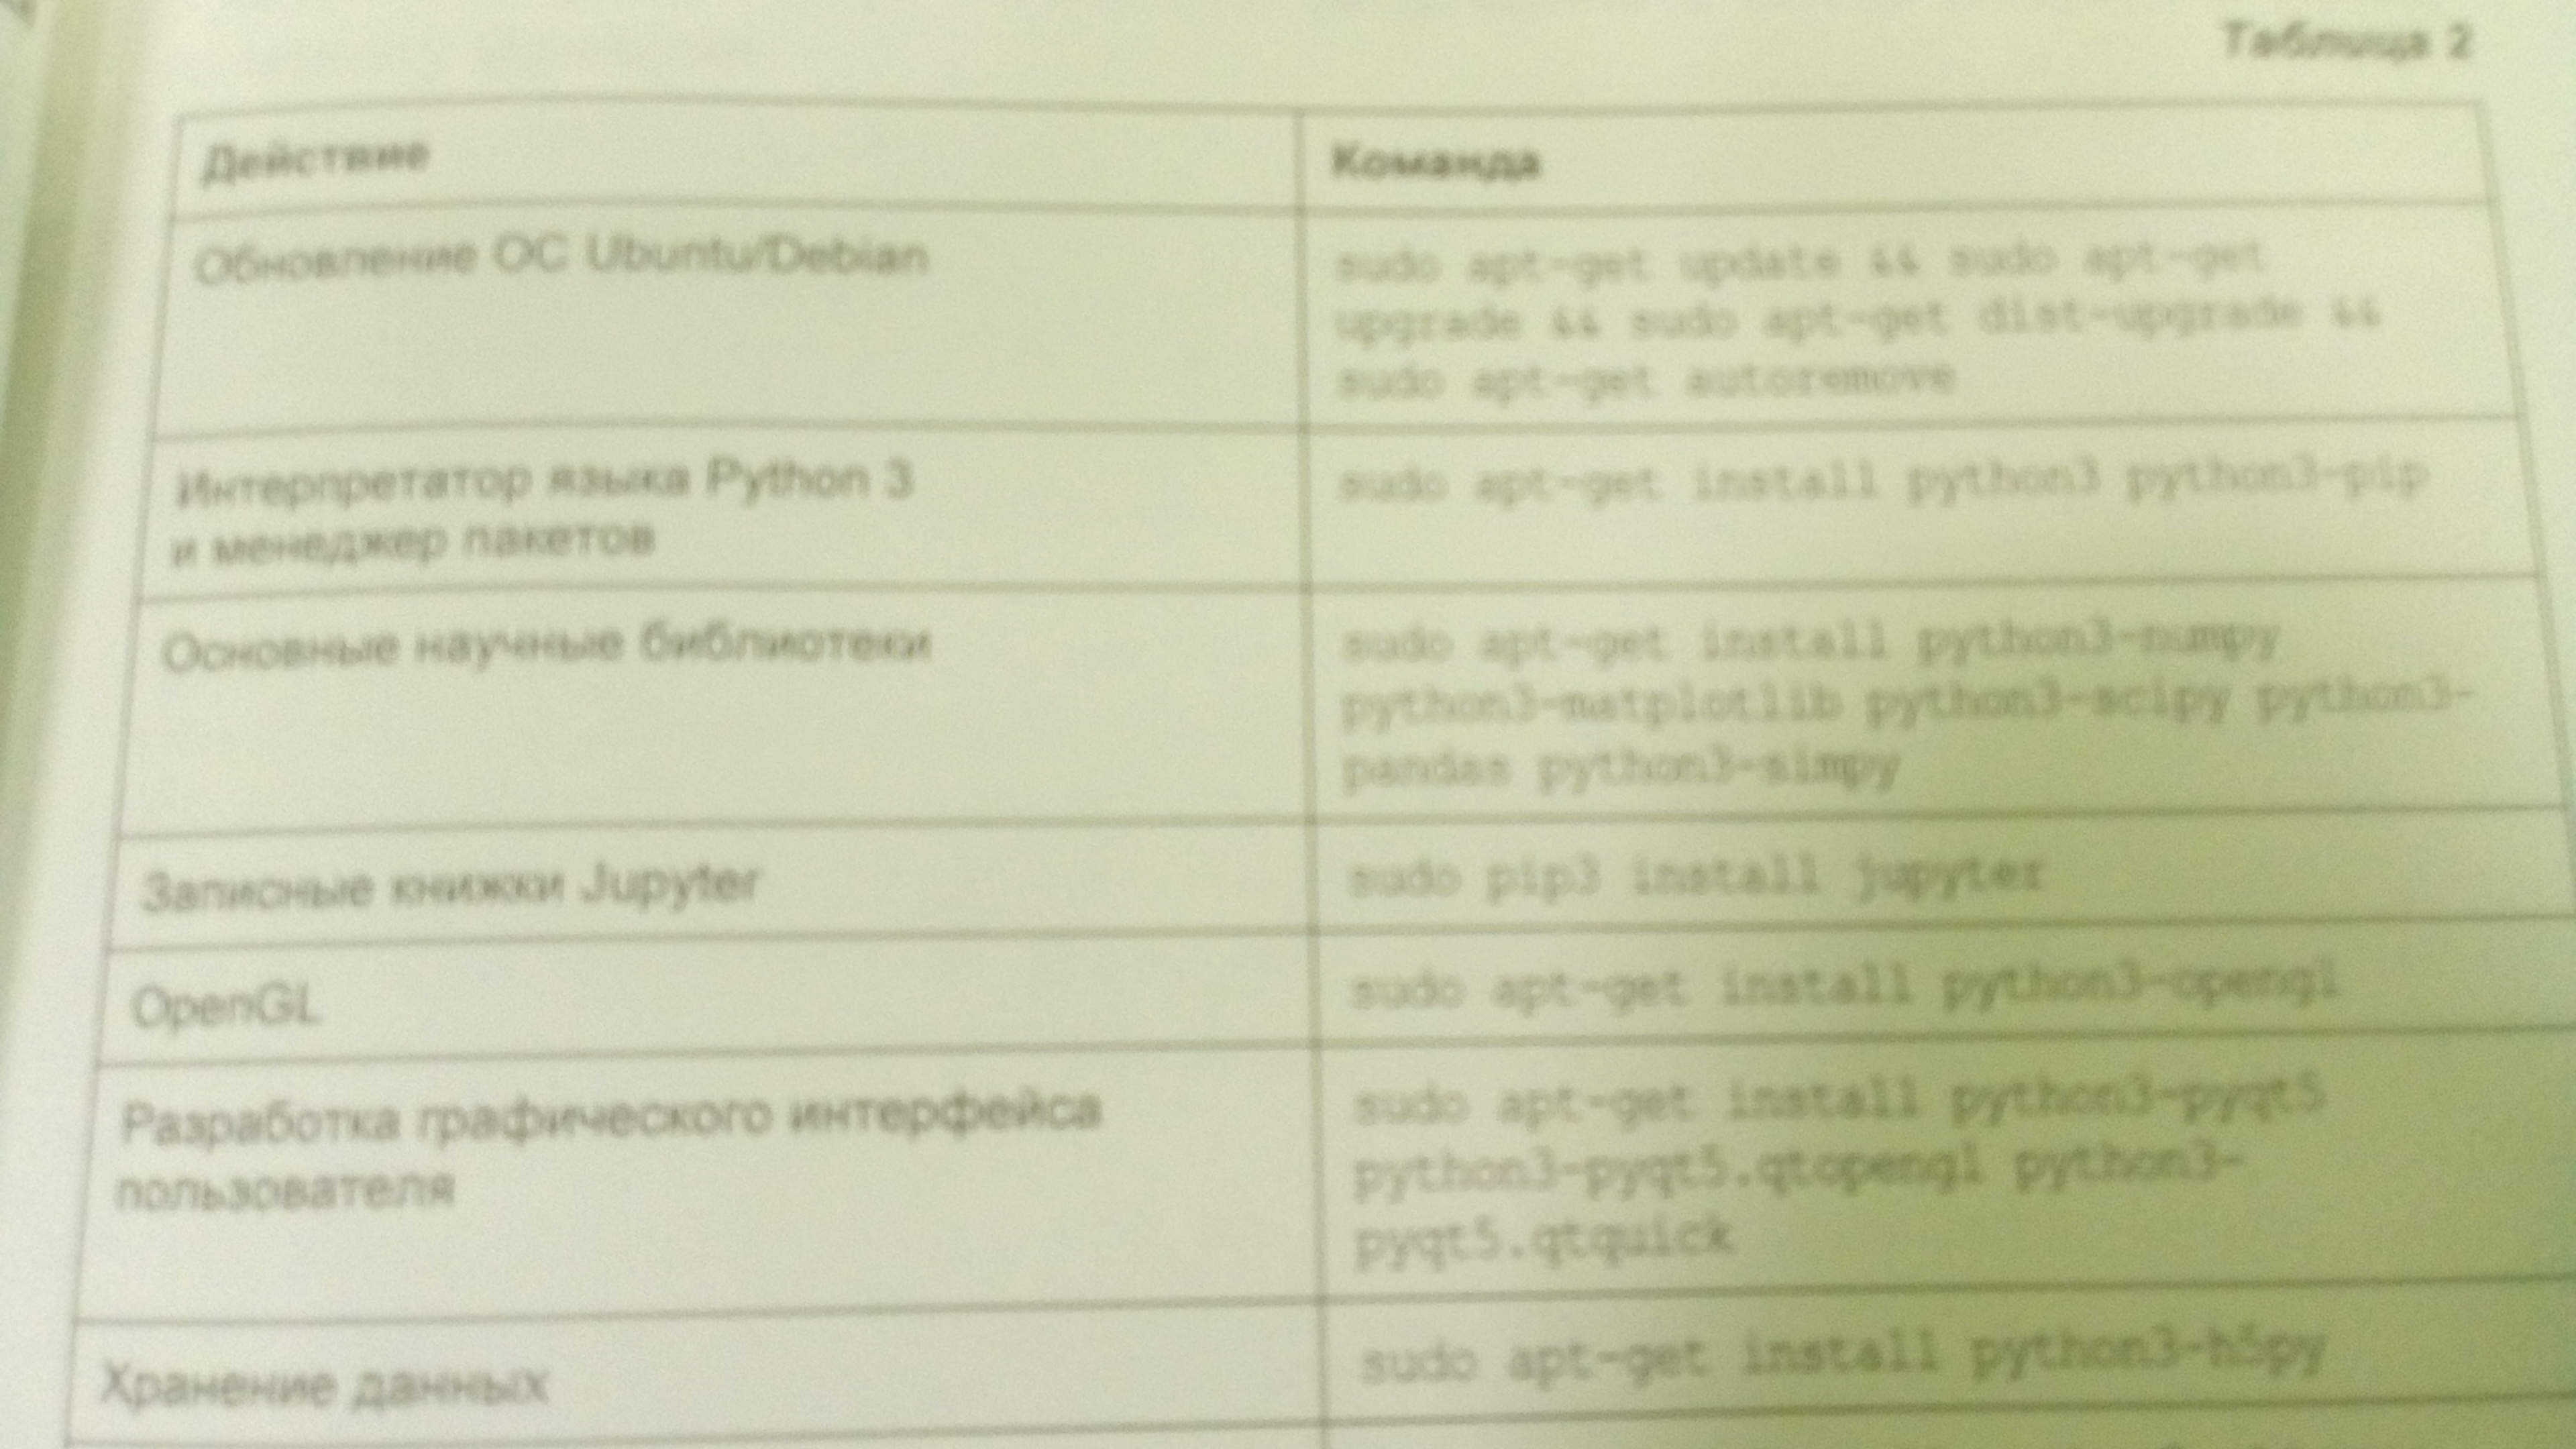 Таблица 2
Действие
Команда
Обновление ОС Ubuntu/Debian
sudo apt-get update && sudo apt-get
upgrade && sudo apt-get dist-upgrade &&
sudo apt-get autoremove
Интерпретатор языка Python 3
и менеджер пакетов
sudo apt-get install python3 python3-pip
Основные научные библиотеки
sudo apt-get install python3-numpy
python3-matplotlib python3-scipy python3-
pandas python3-simpy
Записные книжки Jupyter
sudo pip3 install jupyter
OpenGL
sudo apt-get install python3-opengl
Разработка графического интерфейса
пользователя
sudo apt-get install python3-pyqt5
python3-pyqt5.qtopengl python3-
pyqt5.qtquick
Хранение данных
sudo apt-get install python3-h5py